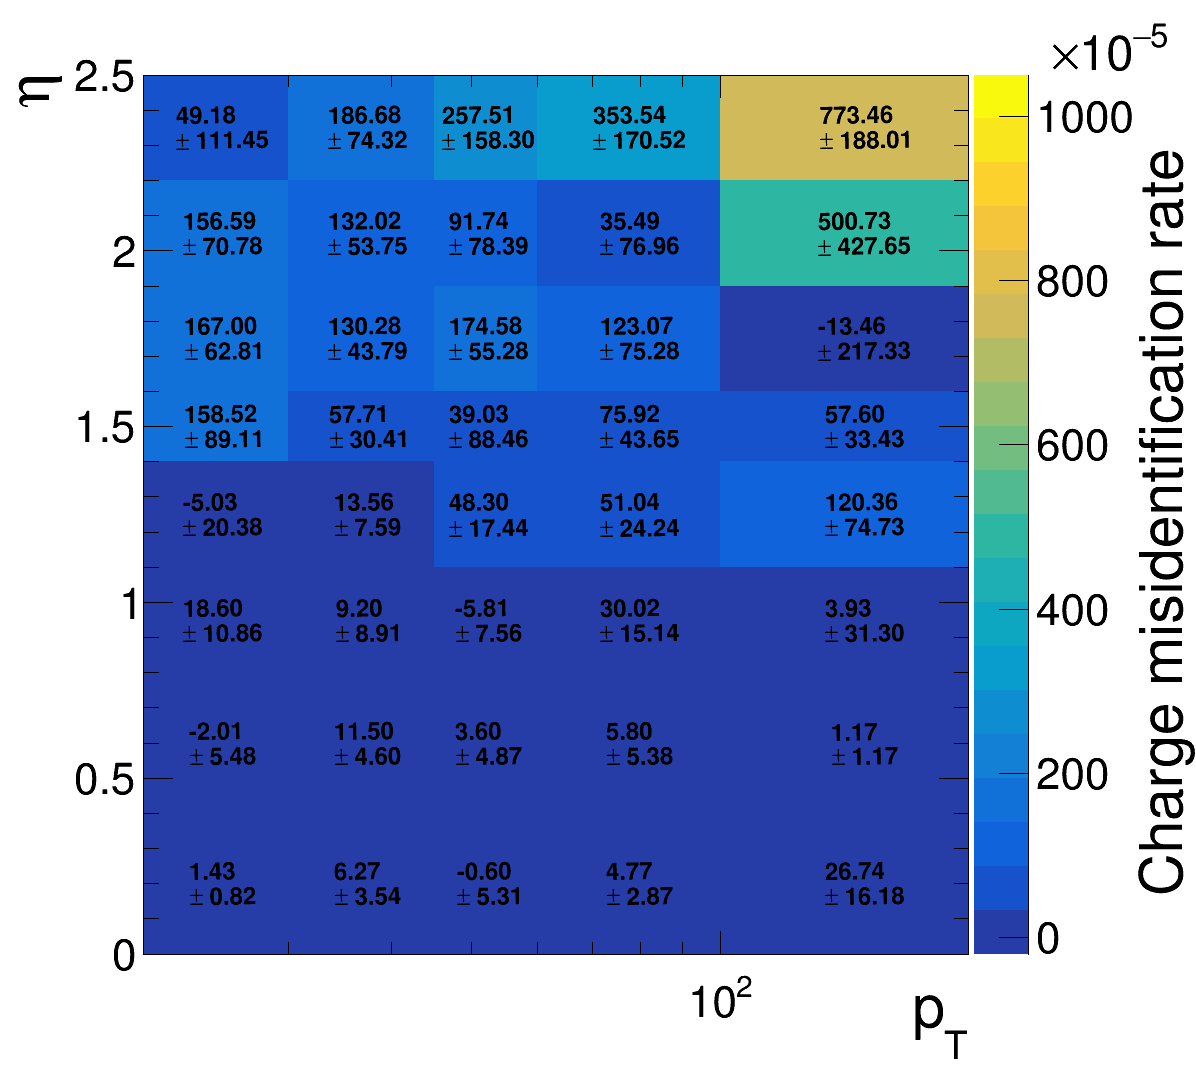 ×10⁻⁵
η
2.5
49.18 186.68 257.51 353.54 773.46
± 111.45 ± 74.32 ± 158.30 ± 170.52 ± 188.01
1000
156.59 132.02 91.74 35.49 500.73
± 70.78 ± 53.75 ± 78.39 ± 76.96 ± 427.65
2
800
167.00 130.28 174.58 123.07 -13.46
± 62.81 ± 43.79 ± 55.28 ± 75.28 ± 217.33
158.52 57.71 39.03 75.92 57.60
± 89.11 ± 30.41 ± 88.46 ± 43.65 ± 33.43
1.5
600
-5.03 13.56 48.30 51.04 120.36
± 20.38 ± 7.59 ± 17.44 ± 24.24 ± 74.73
18.60 9.20 -5.81 30.02 3.93
± 10.86 ± 8.91 ± 7.56 ± 15.14 ± 31.30
1
400
-2.01 11.50 3.60 5.80 1.17
± 5.48 ± 4.60 ± 4.87 ± 5.38 ± 1.17
0.5
200
1.43 6.27 -0.60 4.77 26.74
± 0.82 ± 3.54 ± 5.31 ± 2.87 ± 16.18
0
0
10²
p_T
Charge misidentification rate